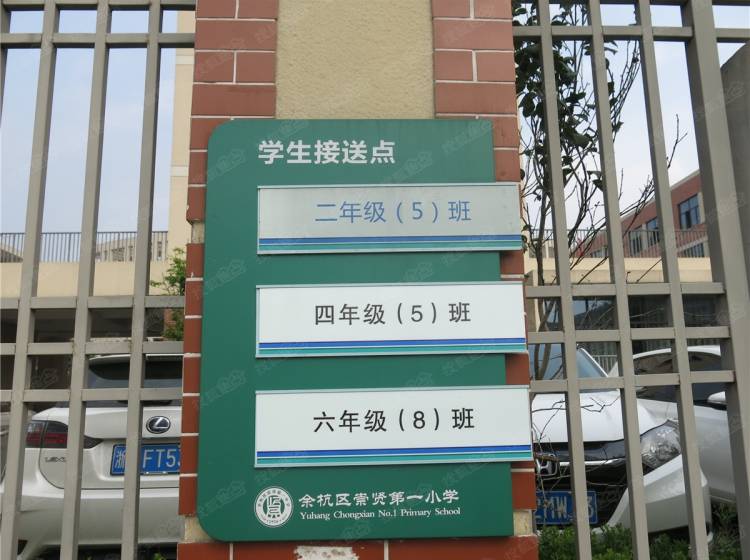 学生接送点
二年级（5）班
四年级（5）班
六年级（8）班
余杭区崇贤第一小学
Yuhang Chongxian No.1 Primary School